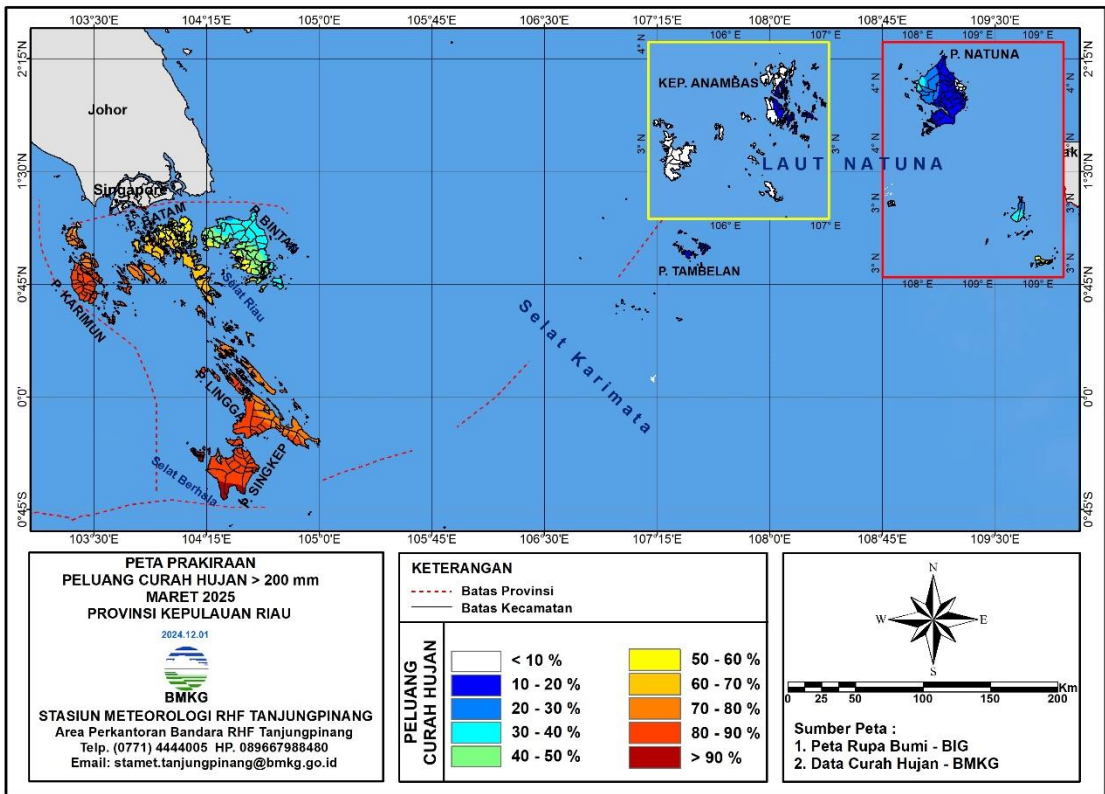 103°30'E 104°15'E 105°0'E 105°45'E 106°30'E 107°15'E 108°0'E 108°45'E 109°30'E
2°15'N
1°30'N
0°45'N
0°0'
0°45'S
2°15'N
1°30'N
0°45'N
0°0'
0°45'S
Johor
Singapore
P. BATAM
P. BINTAN
Selat Riau
P. KARIMUN
P. LINGGA
P. SINGKEP
Selat Berhala
Selat Karimata
P. TAMBELAN
LAUT NATUNA
106° E 107° E
4° N
KEP. ANAMBAS
3° N
3° N
106° E 107° E
108° E 109° E 109° E
P. NATUNA
4° N 4° N
4° N 4° N
3° N 3° N
3° N 3° N
108° E 109° E 109° E
ak
103°30'E 104°15'E 105°0'E 105°45'E 106°30'E 107°15'E 108°0'E 108°45'E 109°30'E
PETA PRAKIRAAN
PELUANG CURAH HUJAN > 200 mm
MARET 2025
PROVINSI KEPULAUAN RIAU
2024.12.01
BMKG
STASIUN METEOROLOGI RHF TANJUNGPINANG
Area Perkantoran Bandara RHF Tanjungpinang
Telp. (0771) 4444005 HP. 089667988480
Email: stamet.tanjungpinang@bmkg.go.id
KETERANGAN
Batas Provinsi
Batas Kecamatan
PELUANG
CURAH HUJAN
< 10 %
10 - 20 %
20 - 30 %
30 - 40 %
40 - 50 %
50 - 60 %
60 - 70 %
70 - 80 %
80 - 90 %
> 90 %
N
W E
S
Km
0 25 50 100 150 200
Sumber Peta :
1. Peta Rupa Bumi - BIG
2. Data Curah Hujan - BMKG